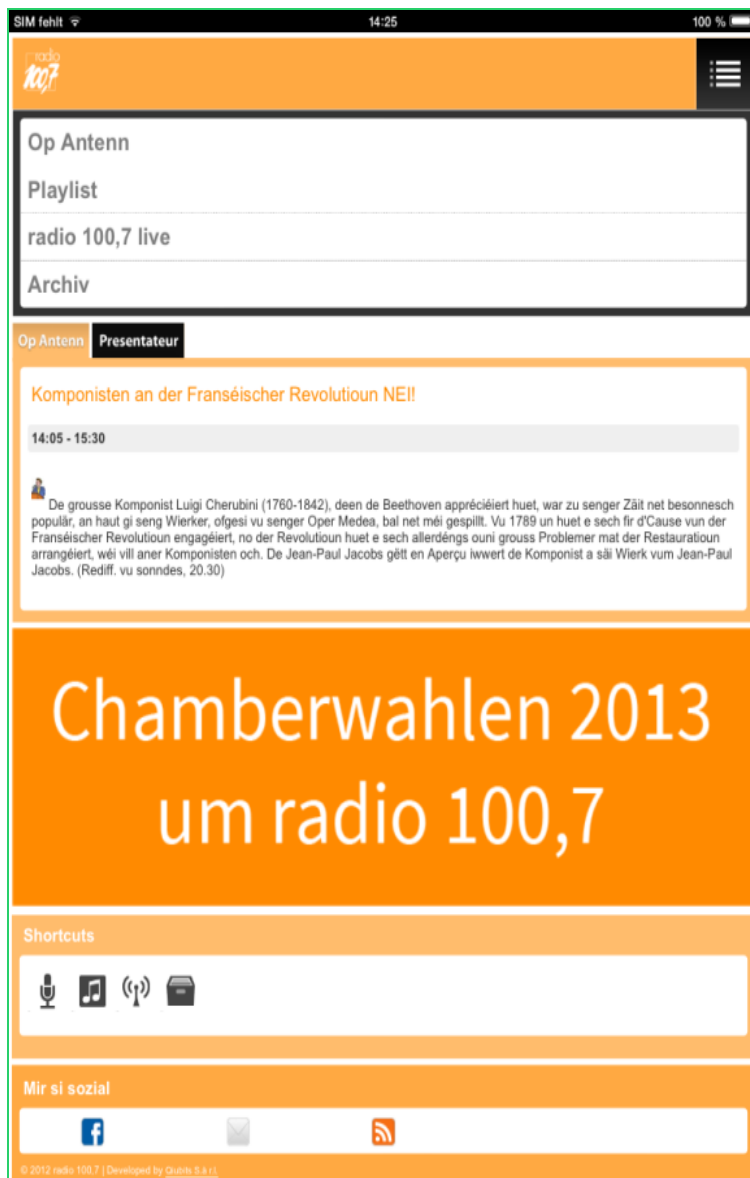 SIM fehlt 14:25 100 %
radio
100,7
Op Antenn
Playlist
radio 100,7 live
Archiv
Op Antenn Presentateur
Komponisten an der Franséischer Revolutioun NEI!
14:05 - 15:30
De grousse Komponist Luigi Cherubini (1760-1842), deen de Beethoven appréciéiert huet, war zu senger Zäit net besonnesch
populär, an haut gi seng Wierker, ofgesi vu senger Oper Medea, bal net méi gespillt. Vu 1789 un huet e sech fir d'Cause vun der
Franséischer Revolutioun engagéiert, no der Revolutioun huet e sech allerdéngs ouni grouss Problemer mat der Restauratioun
arrangéiert, wéi vill aner Komponisten och. De Jean-Paul Jacobs gëtt en Aperçu iwwert de Komponist a säi Wierk vum Jean-Paul
Jacobs. (Rediff. vu sonndes, 20.30)
Chamberwahlen 2013
um radio 100,7
Shortcuts
Mir si sozial
© 2012 radio 100,7 | Developed by Qubits S.à r.l.